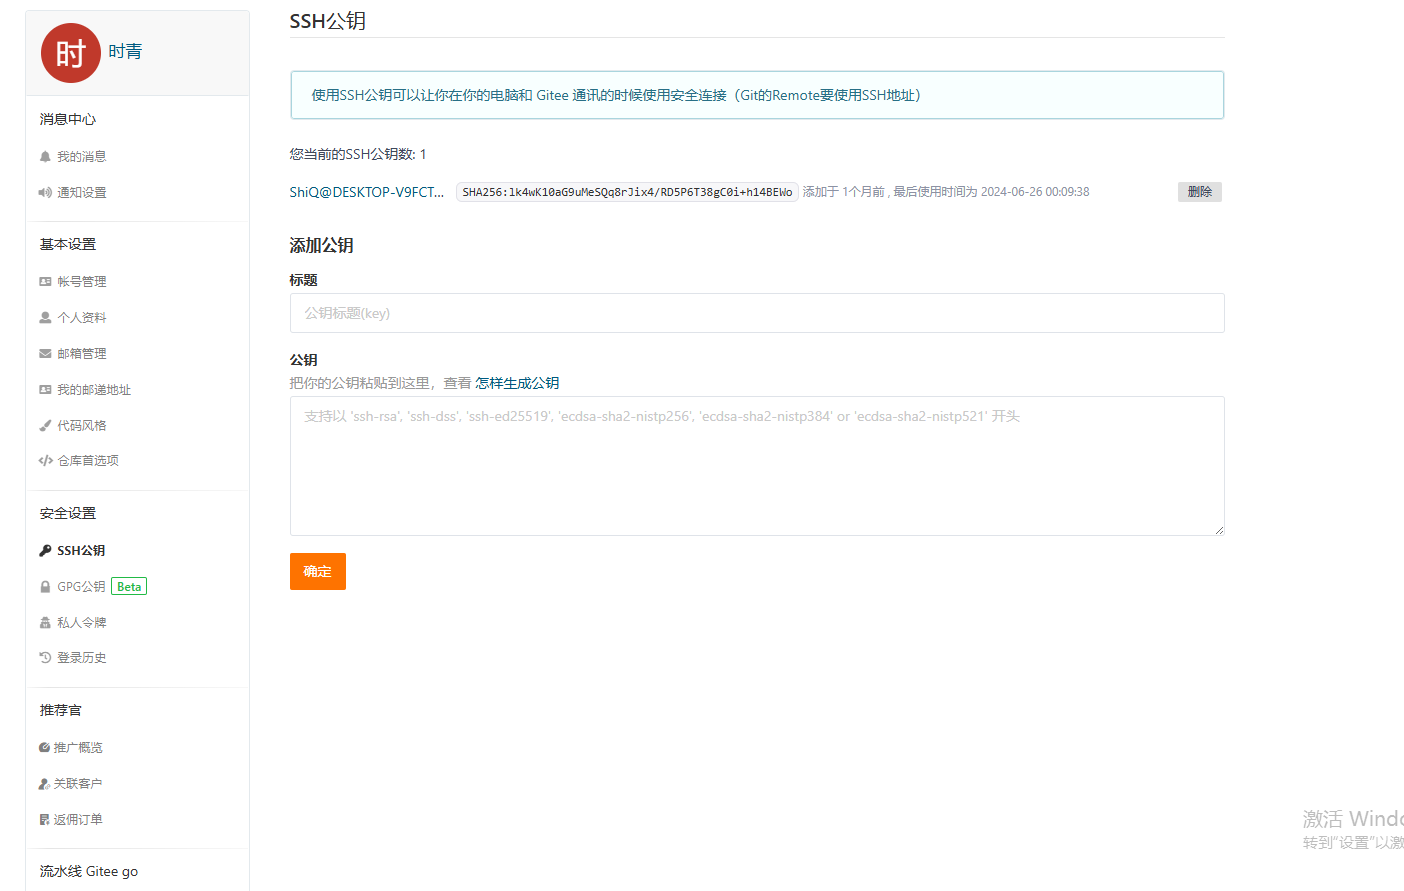 时 时青
消息中心
我的消息
通知设置
基本设置
帐号管理
个人资料
邮箱管理
我的邮递地址
代码风格
仓库首选项
安全设置
SSH公钥
GPG公钥 Beta
私人令牌
登录历史
推荐官
推广概览
关联客户
返佣订单
流水线 Gitee go
SSH公钥
使用SSH公钥可以让你在你的电脑和 Gitee 通讯的时候使用安全连接（Git的Remote要使用SSH地址）
您当前的SSH公钥数: 1
ShiQ@DESKTOP-V9FCT... SHA256:lk4wK10aG9uMeSQq8rJix4/RD5P6T38gC0i+h14BEWo 添加于 1个月前 , 最后使用时间为 2024-06-26 00:09:38 删除
添加公钥
标题
公钥标题(key)
公钥
把你的公钥粘贴到这里，查看 怎样生成公钥
支持以 'ssh-rsa', 'ssh-dss', 'ssh-ed25519', 'ecdsa-sha2-nistp256', 'ecdsa-sha2-nistp384' or 'ecdsa-sha2-nistp521' 开头
确定
激活 Windo
转到"设置"以激